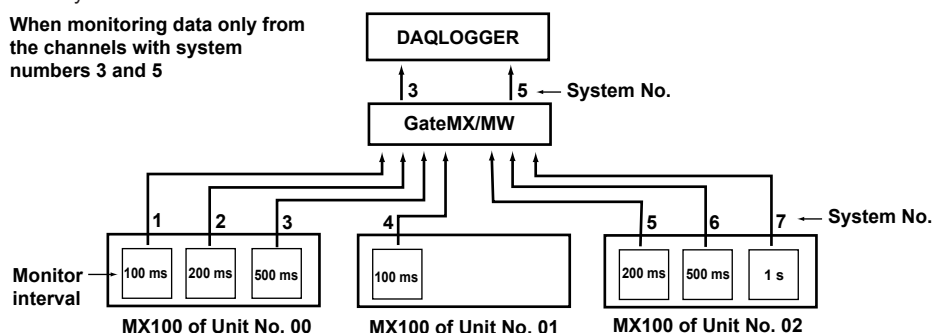 When monitoring data only from
the channels with system
numbers 3 and 5
DAQLOGGER
3
5
System No.
GateMX/MW
1
2
3
4
5
6
7
System No.
Monitor
interval
100 ms
200 ms
500 ms
100 ms
200 ms
500 ms
1 s
MX100 of Unit No. 00
MX100 of Unit No. 01
MX100 of Unit No. 02